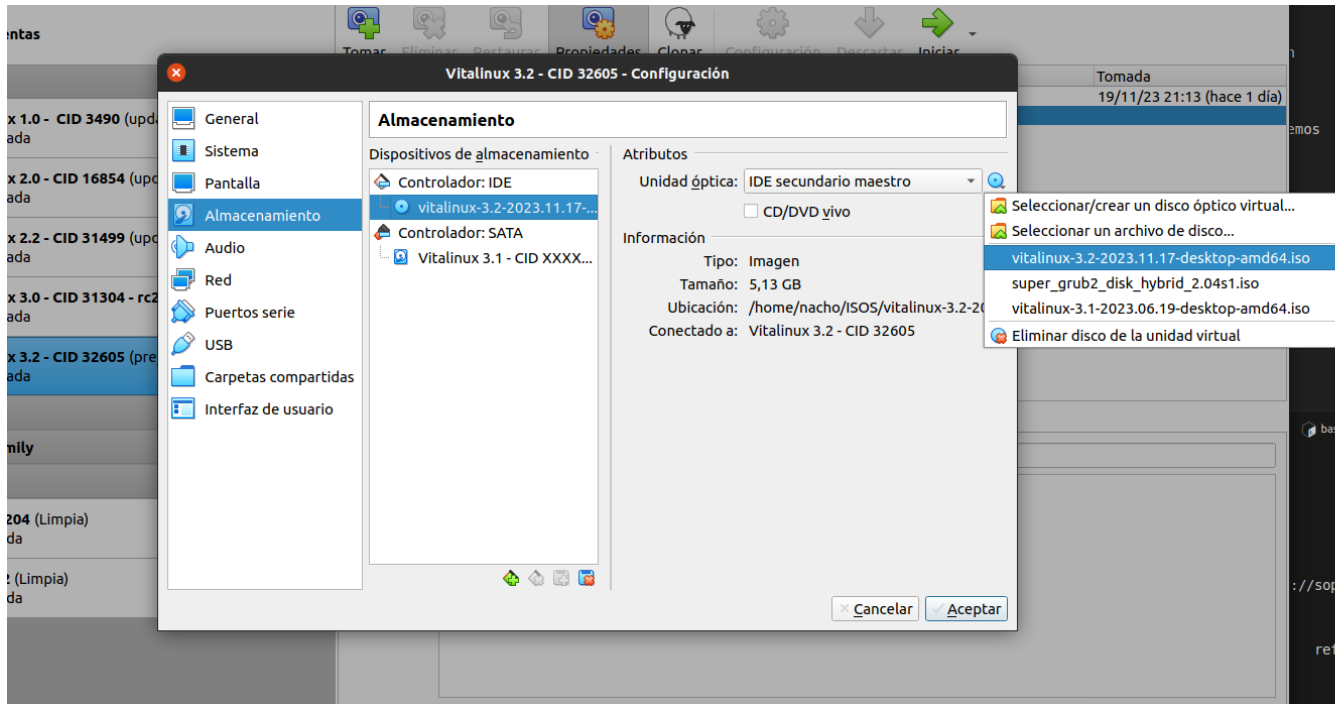 entas
Tomar Eliminar Restaurar Propiedades Clonar Configuración Descartar Iniciar
Tomada
19/11/23 21:13 (hace 1 día)
x 1.0 - CID 3490 (upda
ada
x 2.0 - CID 16854 (upd
ada
x 2.2 - CID 31499 (upd
ada
x 3.0 - CID 31304 - rc2
ada
x 3.2 - CID 32605 (pre
ada
mily
204 (Limpia)
da
2 (Limpia)
da
Vitalinux 3.2 - CID 32605 - Configuración
General
Sistema
Pantalla
Almacenamiento
Audio
Red
Puertos serie
USB
Carpetas compartidas
Interfaz de usuario
Almacenamiento
Dispositivos de almacenamiento
Controlador: IDE
vitalinux-3.2-2023.11.17-...
Controlador: SATA
Vitalinux 3.1 - CID XXXX...
Atributos
Unidad óptica: IDE secundario maestro
CD/DVD vivo
Información
Tipo: Imagen
Tamaño: 5,13 GB
Ubicación: /home/nacho/ISOS/vitalinux-3.2-20
Conectado a: Vitalinux 3.2 - CID 32605
Cancelar Aceptar
Seleccionar/crear un disco óptico virtual...
Seleccionar un archivo de disco...
vitalinux-3.2-2023.11.17-desktop-amd64.iso
super_grub2_disk_hybrid_2.04s1.iso
vitalinux-3.1-2023.06.19-desktop-amd64.iso
Eliminar disco de la unidad virtual
n
emos
bas
://sop
ref